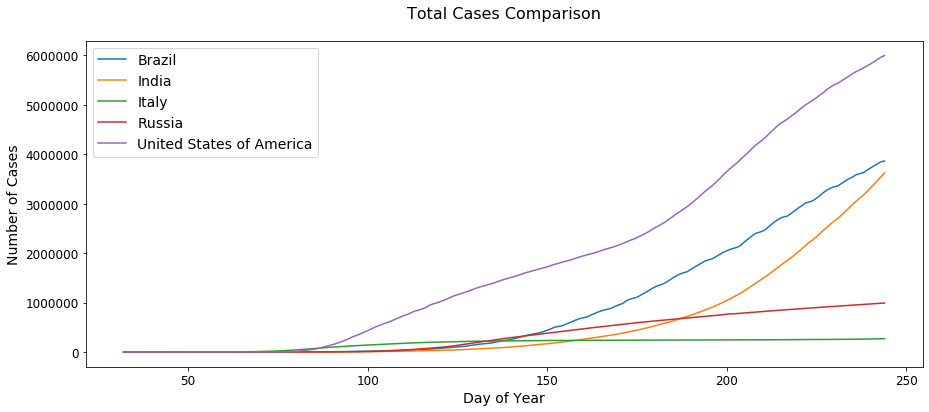 Total Cases Comparison
Brazil
India
Italy
Russia
United States of America
Number of Cases
6000000
5000000
4000000
3000000
2000000
1000000
0
50
100
150
200
250
Day of Year